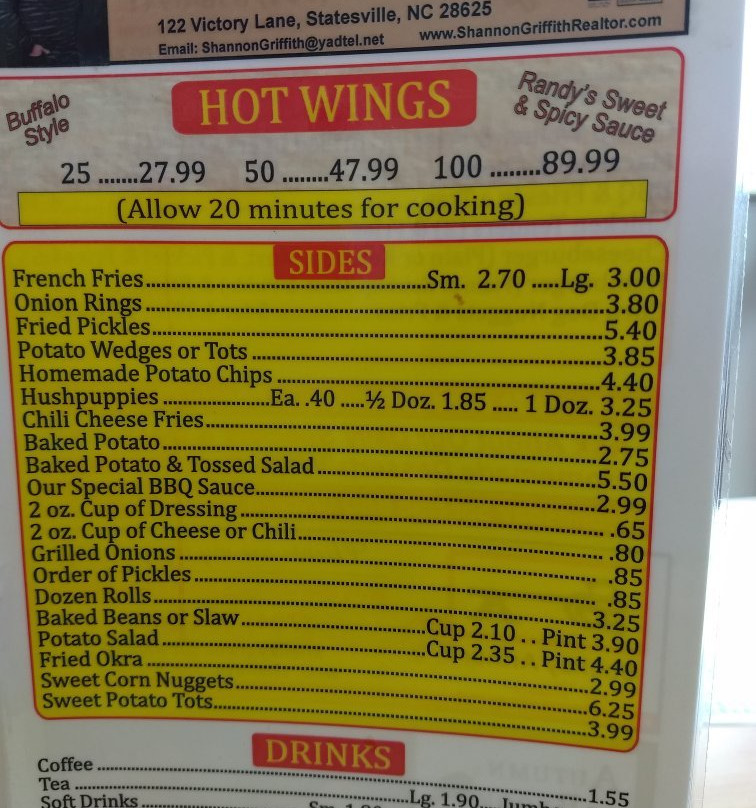 122 Victory Lane, Statesville, NC 28625
Email: ShannonGriffith@yadtel.net www.ShannonGriffithRealtor.com
Buffalo Style
HOT WINGS
Randy's Sweet & Spicy Sauce
25 .......27.99 50 ........47.99 100 ........89.99
(Allow 20 minutes for cooking)
SIDES
French Fries..........Sm. 2.70 .....Lg. 3.00
Onion Rings..........3.80
Fried Pickles..........5.40
Potato Wedges or Tots..........3.85
Homemade Potato Chips..........4.40
Hushpuppies..........Ea. .40 .....½ Doz. 1.85 ..... 1 Doz. 3.25
Chili Cheese Fries..........3.99
Baked Potato..........2.75
Baked Potato & Tossed Salad..........5.50
Our Special BBQ Sauce..........2.99
2 oz. Cup of Dressing.......... .65
2 oz. Cup of Cheese or Chili.......... .80
Grilled Onions.......... .85
Order of Pickles.......... .85
Dozen Rolls..........3.25
Baked Beans or Slaw..........Cup 2.10 . . Pint 3.90
Potato Salad..........Cup 2.35 . . Pint 4.40
Fried Okra..........2.99
Sweet Corn Nuggets..........6.25
Sweet Potato Tots..........3.99
DRINKS
Coffee..........1.55
Tea..........Lg. 1.90....
Soft Drinks..........